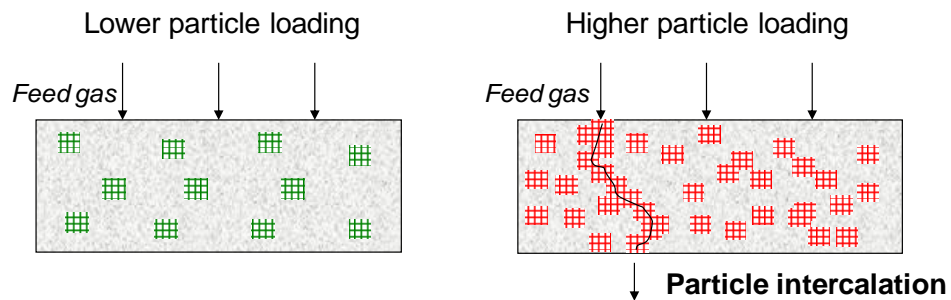 Lower particle loading
Higher particle loading
Feed gas
Feed gas
Particle intercalation